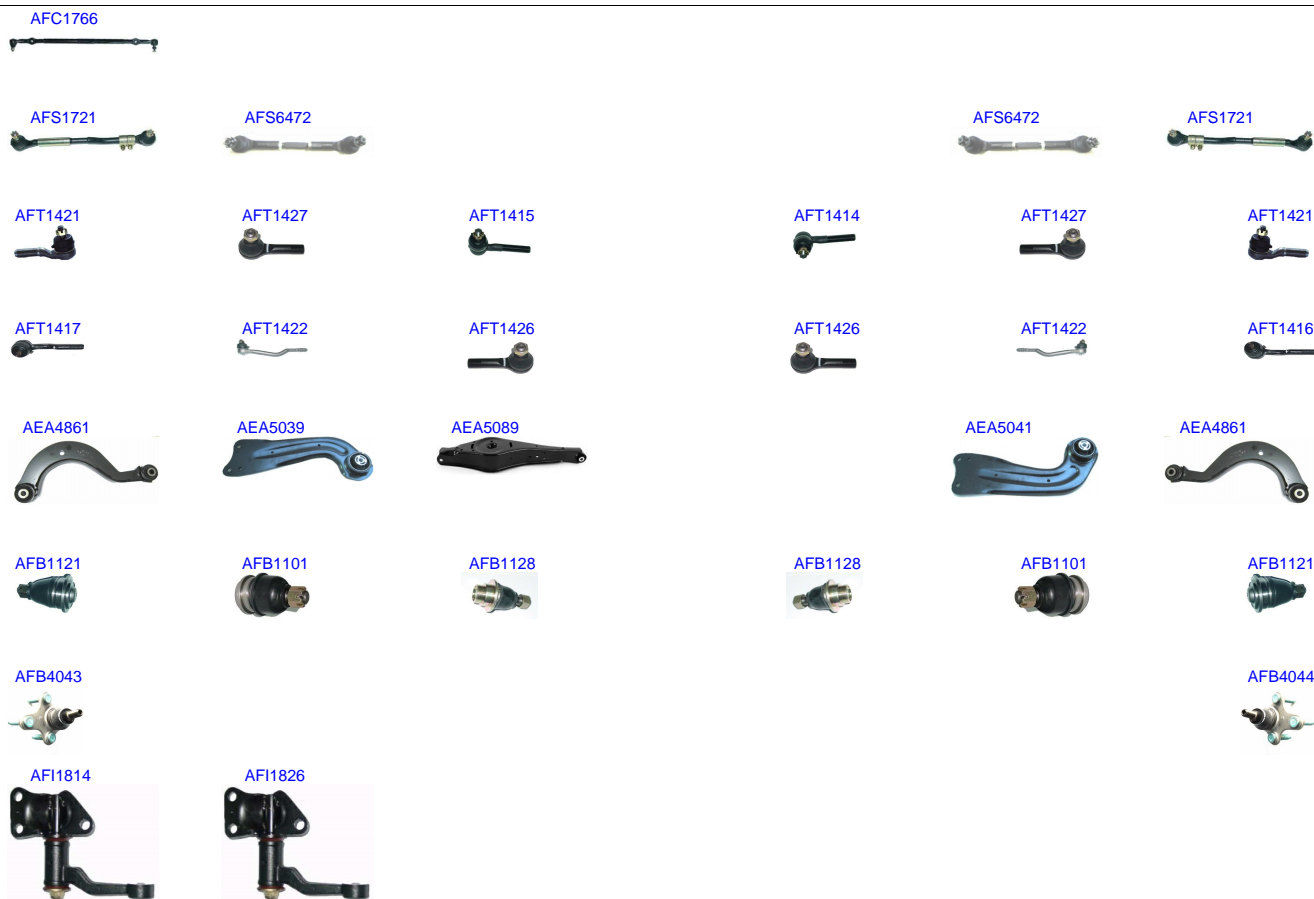 AFC1766
AFS1721 AFS6472 AFS6472 AFS1721
AFT1421 AFT1427 AFT1415 AFT1414 AFT1427 AFT1421
AFT1417 AFT1422 AFT1426 AFT1426 AFT1422 AFT1416
AEA4861 AEA5039 AEA5089 AEA5041 AEA4861
AFB1121 AFB1101 AFB1128 AFB1128 AFB1101 AFB1121
AFB4043 AFB4044
AFI1814 AFI1826